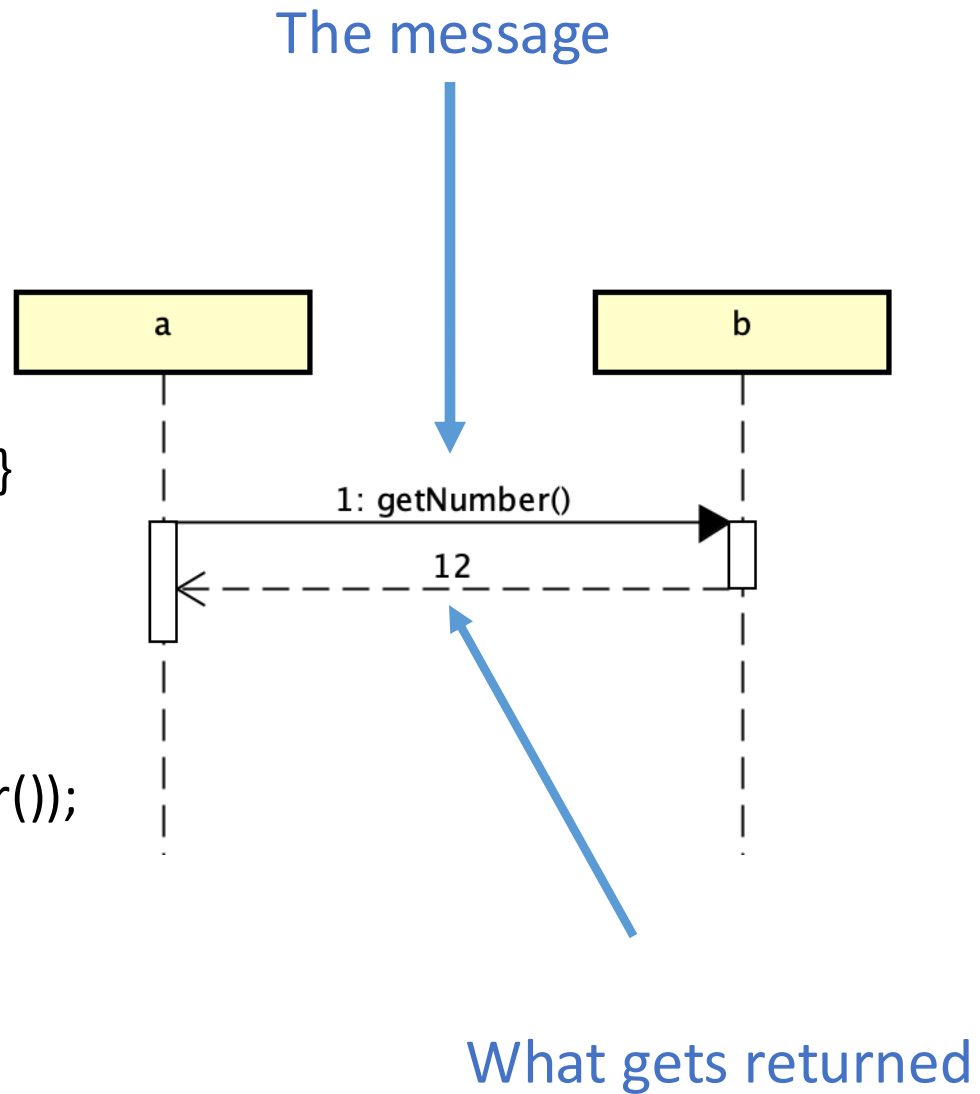 The message
a
b
}
1: getNumber()
12
r());
What gets returned